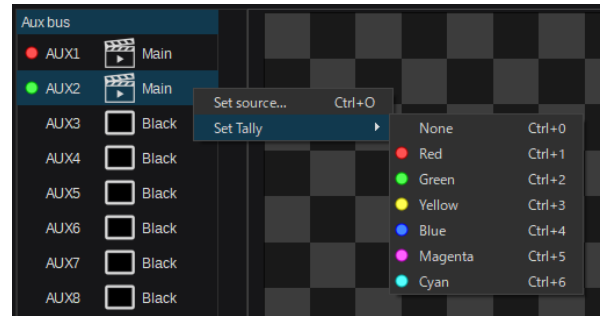 Aux bus
AUX1 Main
AUX2 Main
AUX3 Black
AUX4 Black
AUX5 Black
AUX6 Black
AUX7 Black
AUX8 Black
Set source... Ctrl+O
Set Tally
None Ctrl+0
Red Ctrl+1
Green Ctrl+2
Yellow Ctrl+3
Blue Ctrl+4
Magenta Ctrl+5
Cyan Ctrl+6